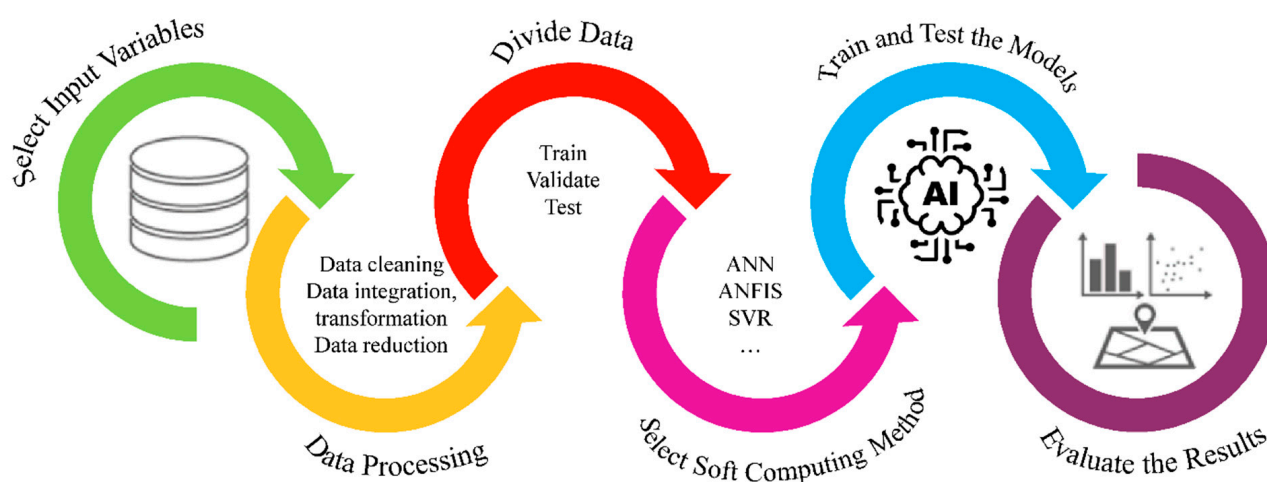 Select Input Variables
Data cleaning
Data integration,
transformation
Data reduction
Data Processing
Divide Data
Train
Validate
Test
ANN
ANFIS
SVR
...
Select Soft Computing Method
Train and Test the Models
AI
Evaluate the Results